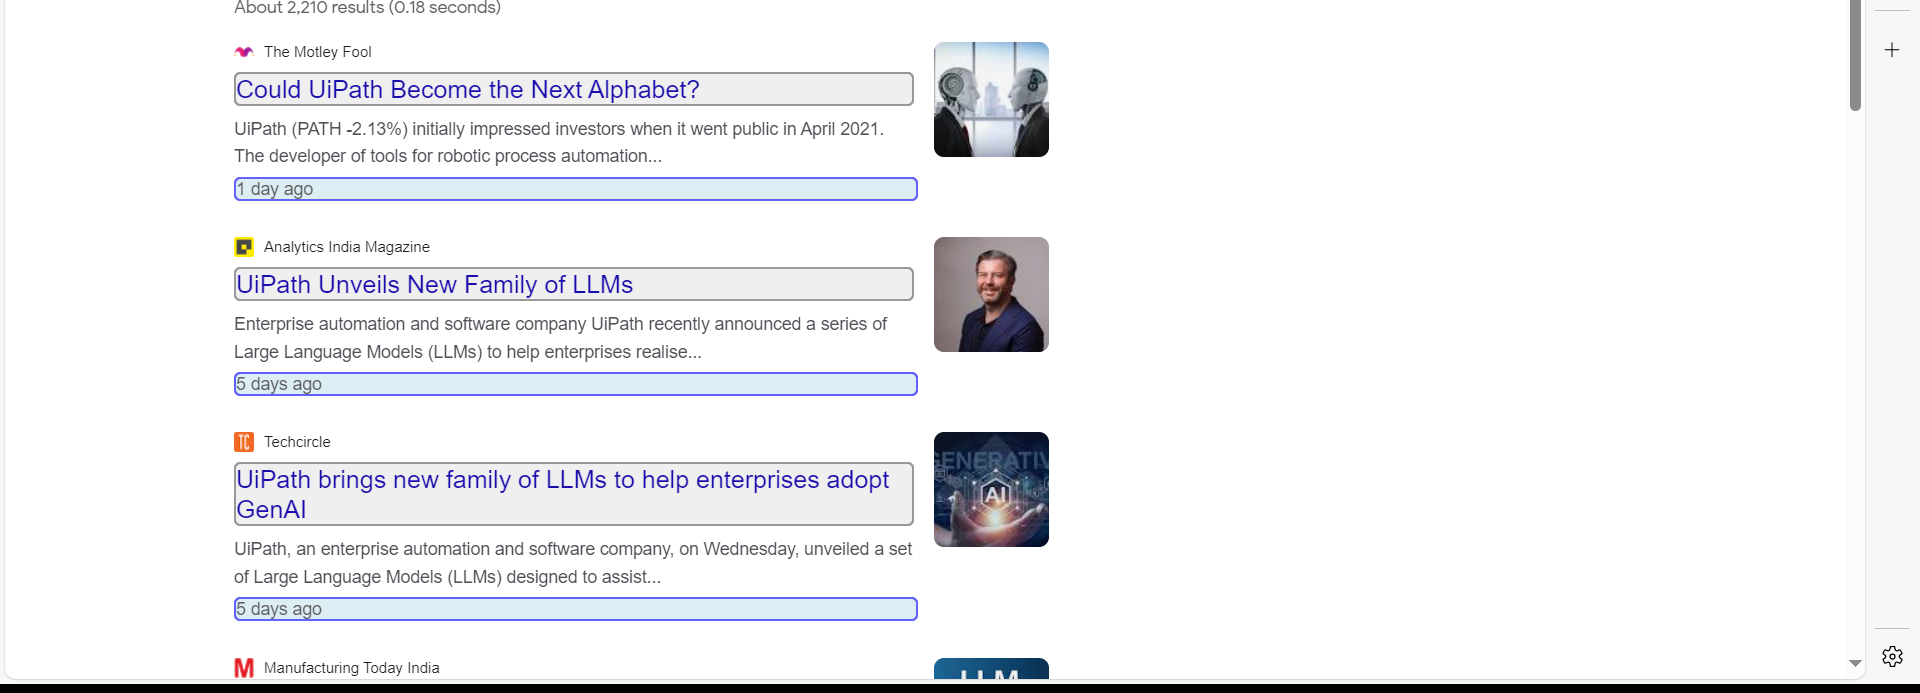 About 2,210 results (0.18 seconds)
The Motley Fool
Could UiPath Become the Next Alphabet?
UiPath (PATH -2.13%) initially impressed investors when it went public in April 2021.
The developer of tools for robotic process automation...
1 day ago
Analytics India Magazine
UiPath Unveils New Family of LLMs
Enterprise automation and software company UiPath recently announced a series of
Large Language Models (LLMs) to help enterprises realise...
5 days ago
TC
Techcircle
UiPath brings new family of LLMs to help enterprises adopt
GenAI
GENERATIV
AI
UiPath, an enterprise automation and software company, on Wednesday, unveiled a set
of Large Language Models (LLMs) designed to assist...
5 days ago
M
Manufacturing Today India
LLM